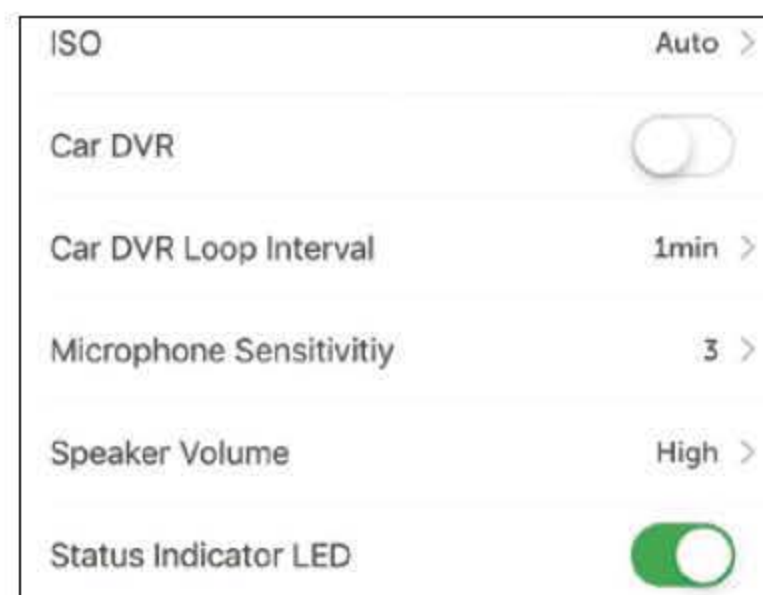 ISO Auto >
Car DVR
Car DVR Loop Interval 1min >
Microphone Sensitivitiy 3 >
Speaker Volume High >
Status Indicator LED